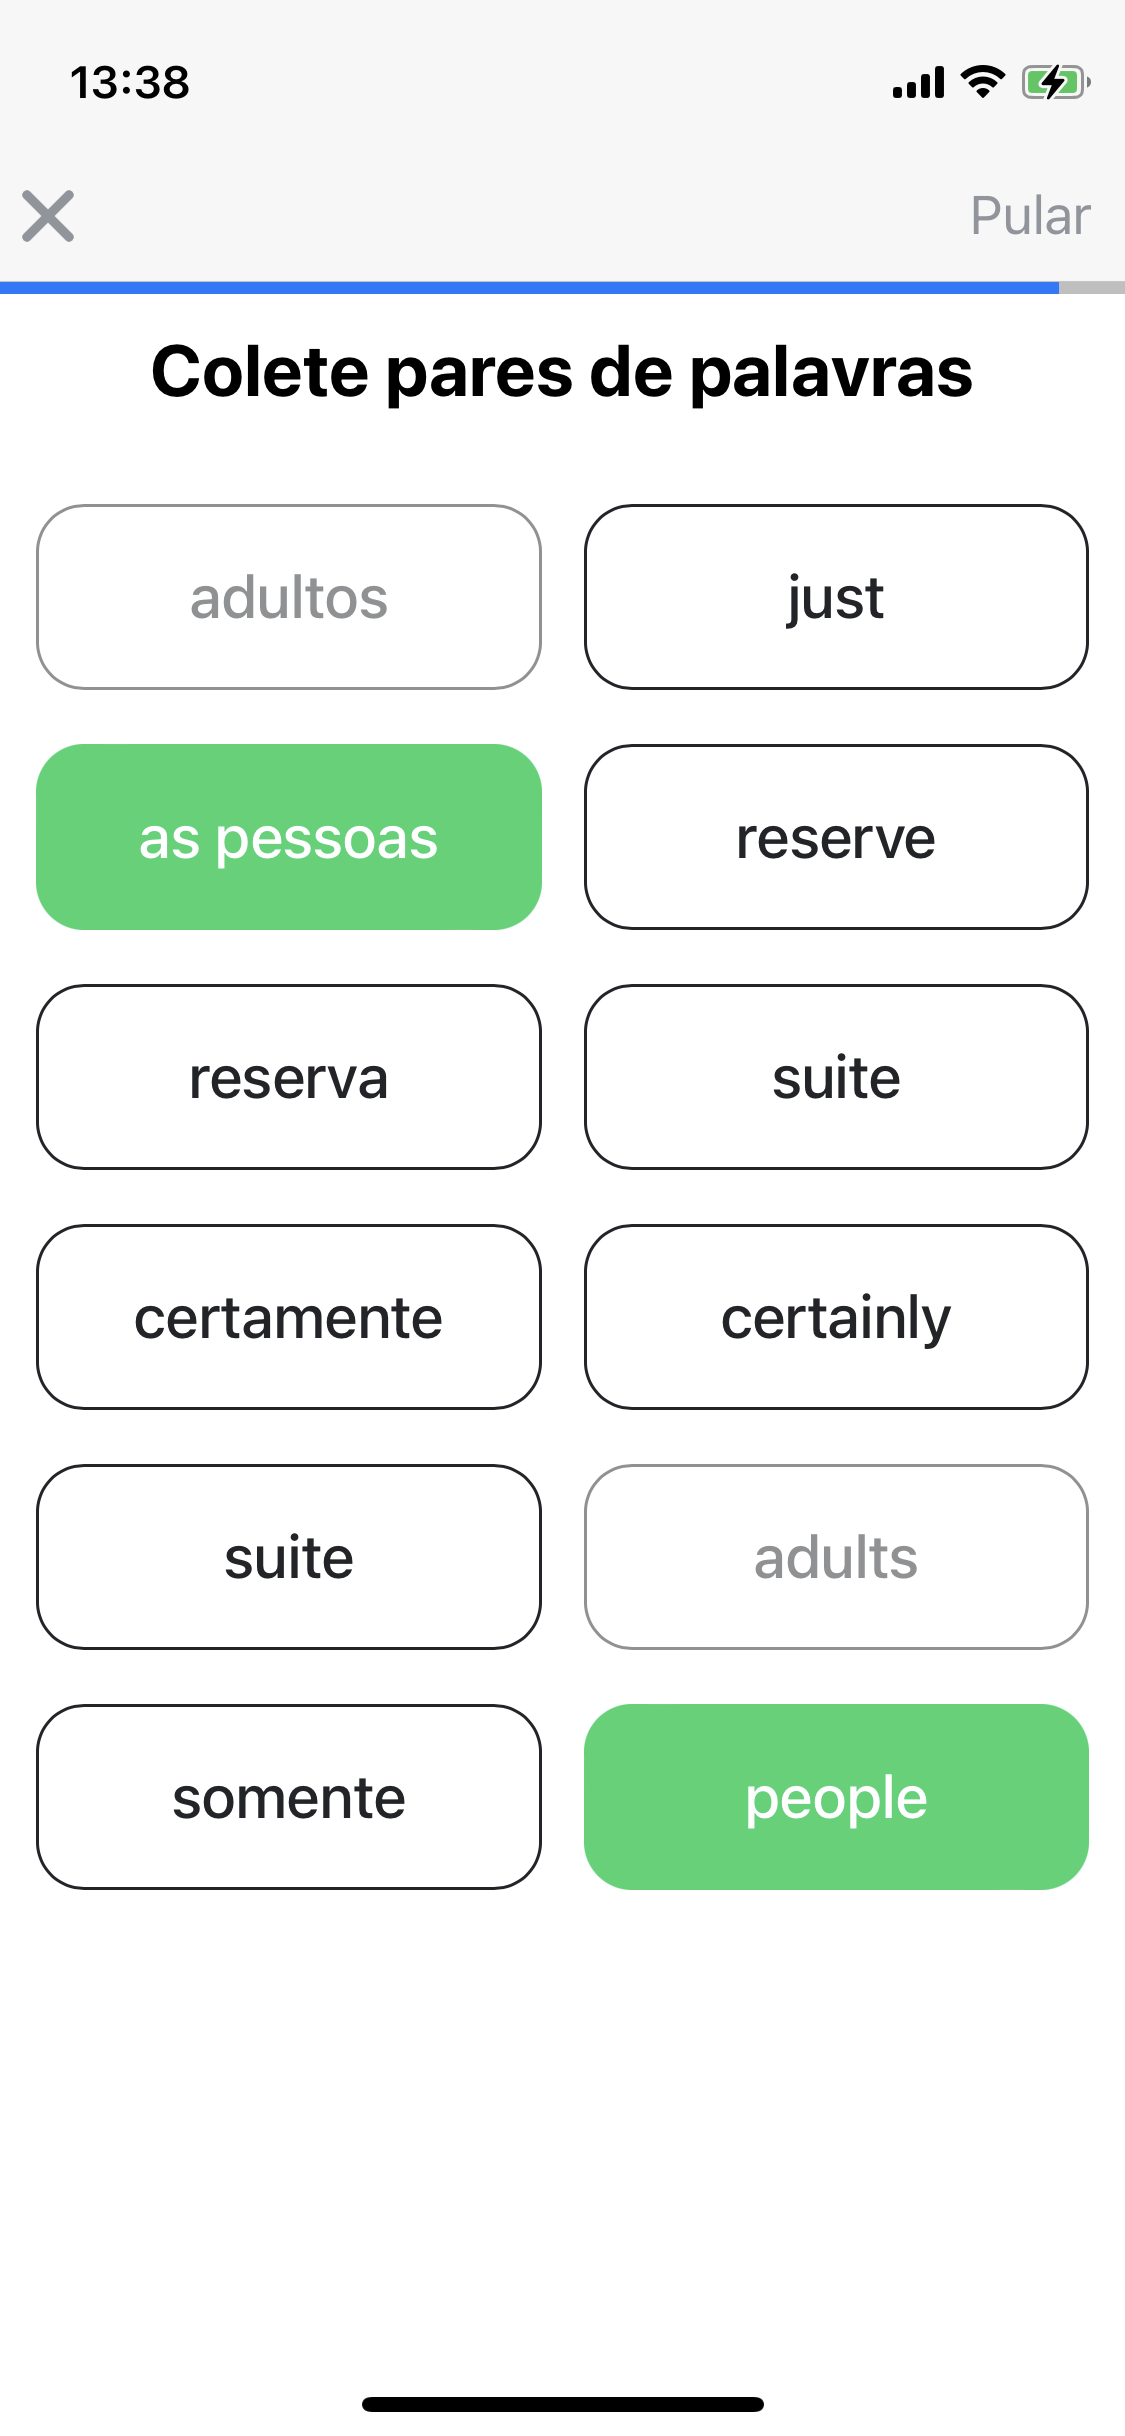 13:38
Pular
Colete pares de palavras
adultos
just
as pessoas
reserve
reserva
suite
certamente
certainly
suite
adults
somente
people